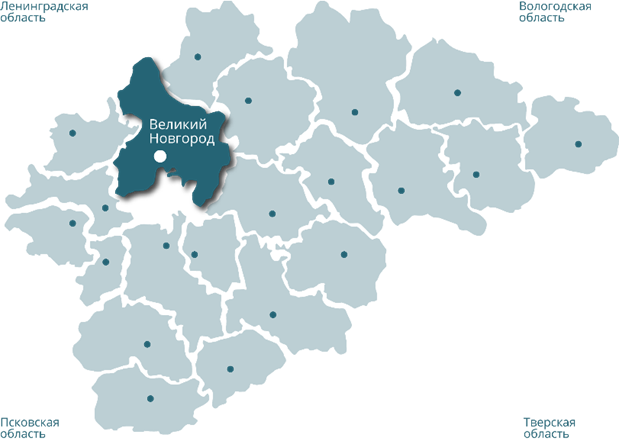 Ленинградская
область
Вологодская
область
Великий
Новгород
Псковская
область
Тверская
область